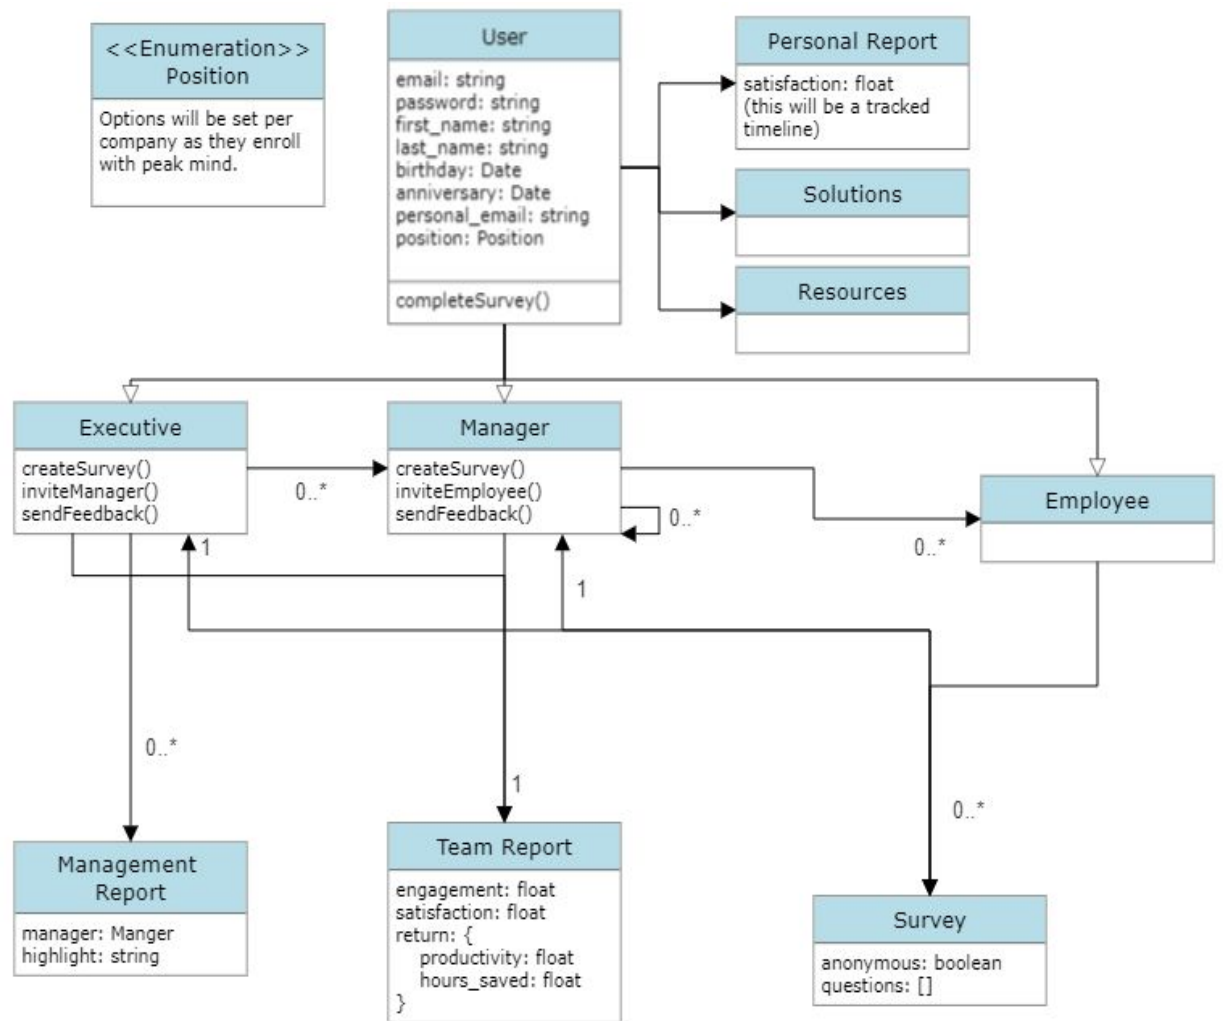 <<Enumeration>>
Position
Options will be set per
company as they enroll
with peak mind.
User
email: string
password: string
first_name: string
last_name: string
birthday: Date
anniversary: Date
personal_email: string
position: Position
completeSurvey()
Personal Report
satisfaction: float
(this will be a tracked
timeline)
Solutions
Resources
Executive
createSurvey()
inviteManager()
sendFeedback()
0..*
Manager
createSurvey()
inviteEmployee()
sendFeedback()
0..*
0..*
Employee
1
1
0..*
1
0..*
Management
Report
manager: Manger
highlight: string
Team Report
engagement: float
satisfaction: float
return: {
productivity: float
hours_saved: float
}
Survey
anonymous: boolean
questions: []